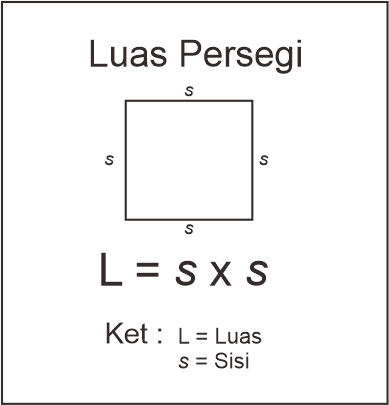 Luas Persegi
s
s
s
s
L = s x s
Ket : L = Luas
s = Sisi